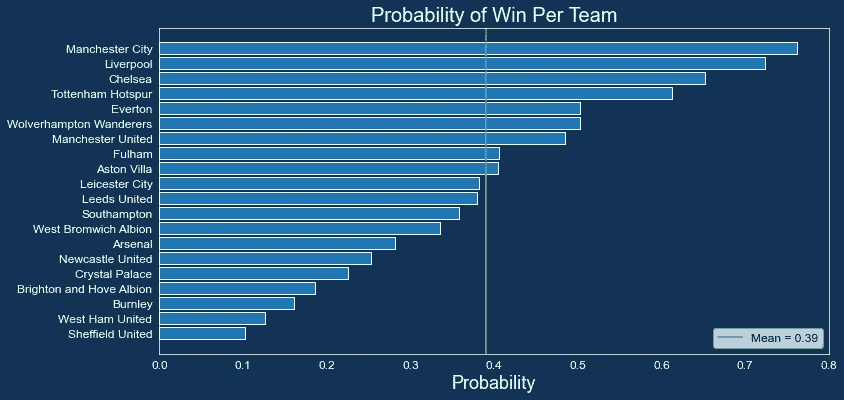 Probability of Win Per Team
Manchester City
Liverpool
Chelsea
Tottenham Hotspur
Everton
Wolverhampton Wanderers
Manchester United
Fulham
Aston Villa
Leicester City
Leeds United
Southampton
West Bromwich Albion
Arsenal
Newcastle United
Crystal Palace
Brighton and Hove Albion
Burnley
West Ham United
Sheffield United
Mean = 0.39
0.0 0.1 0.2 0.3 0.4 0.5 0.6 0.7 0.8
Probability